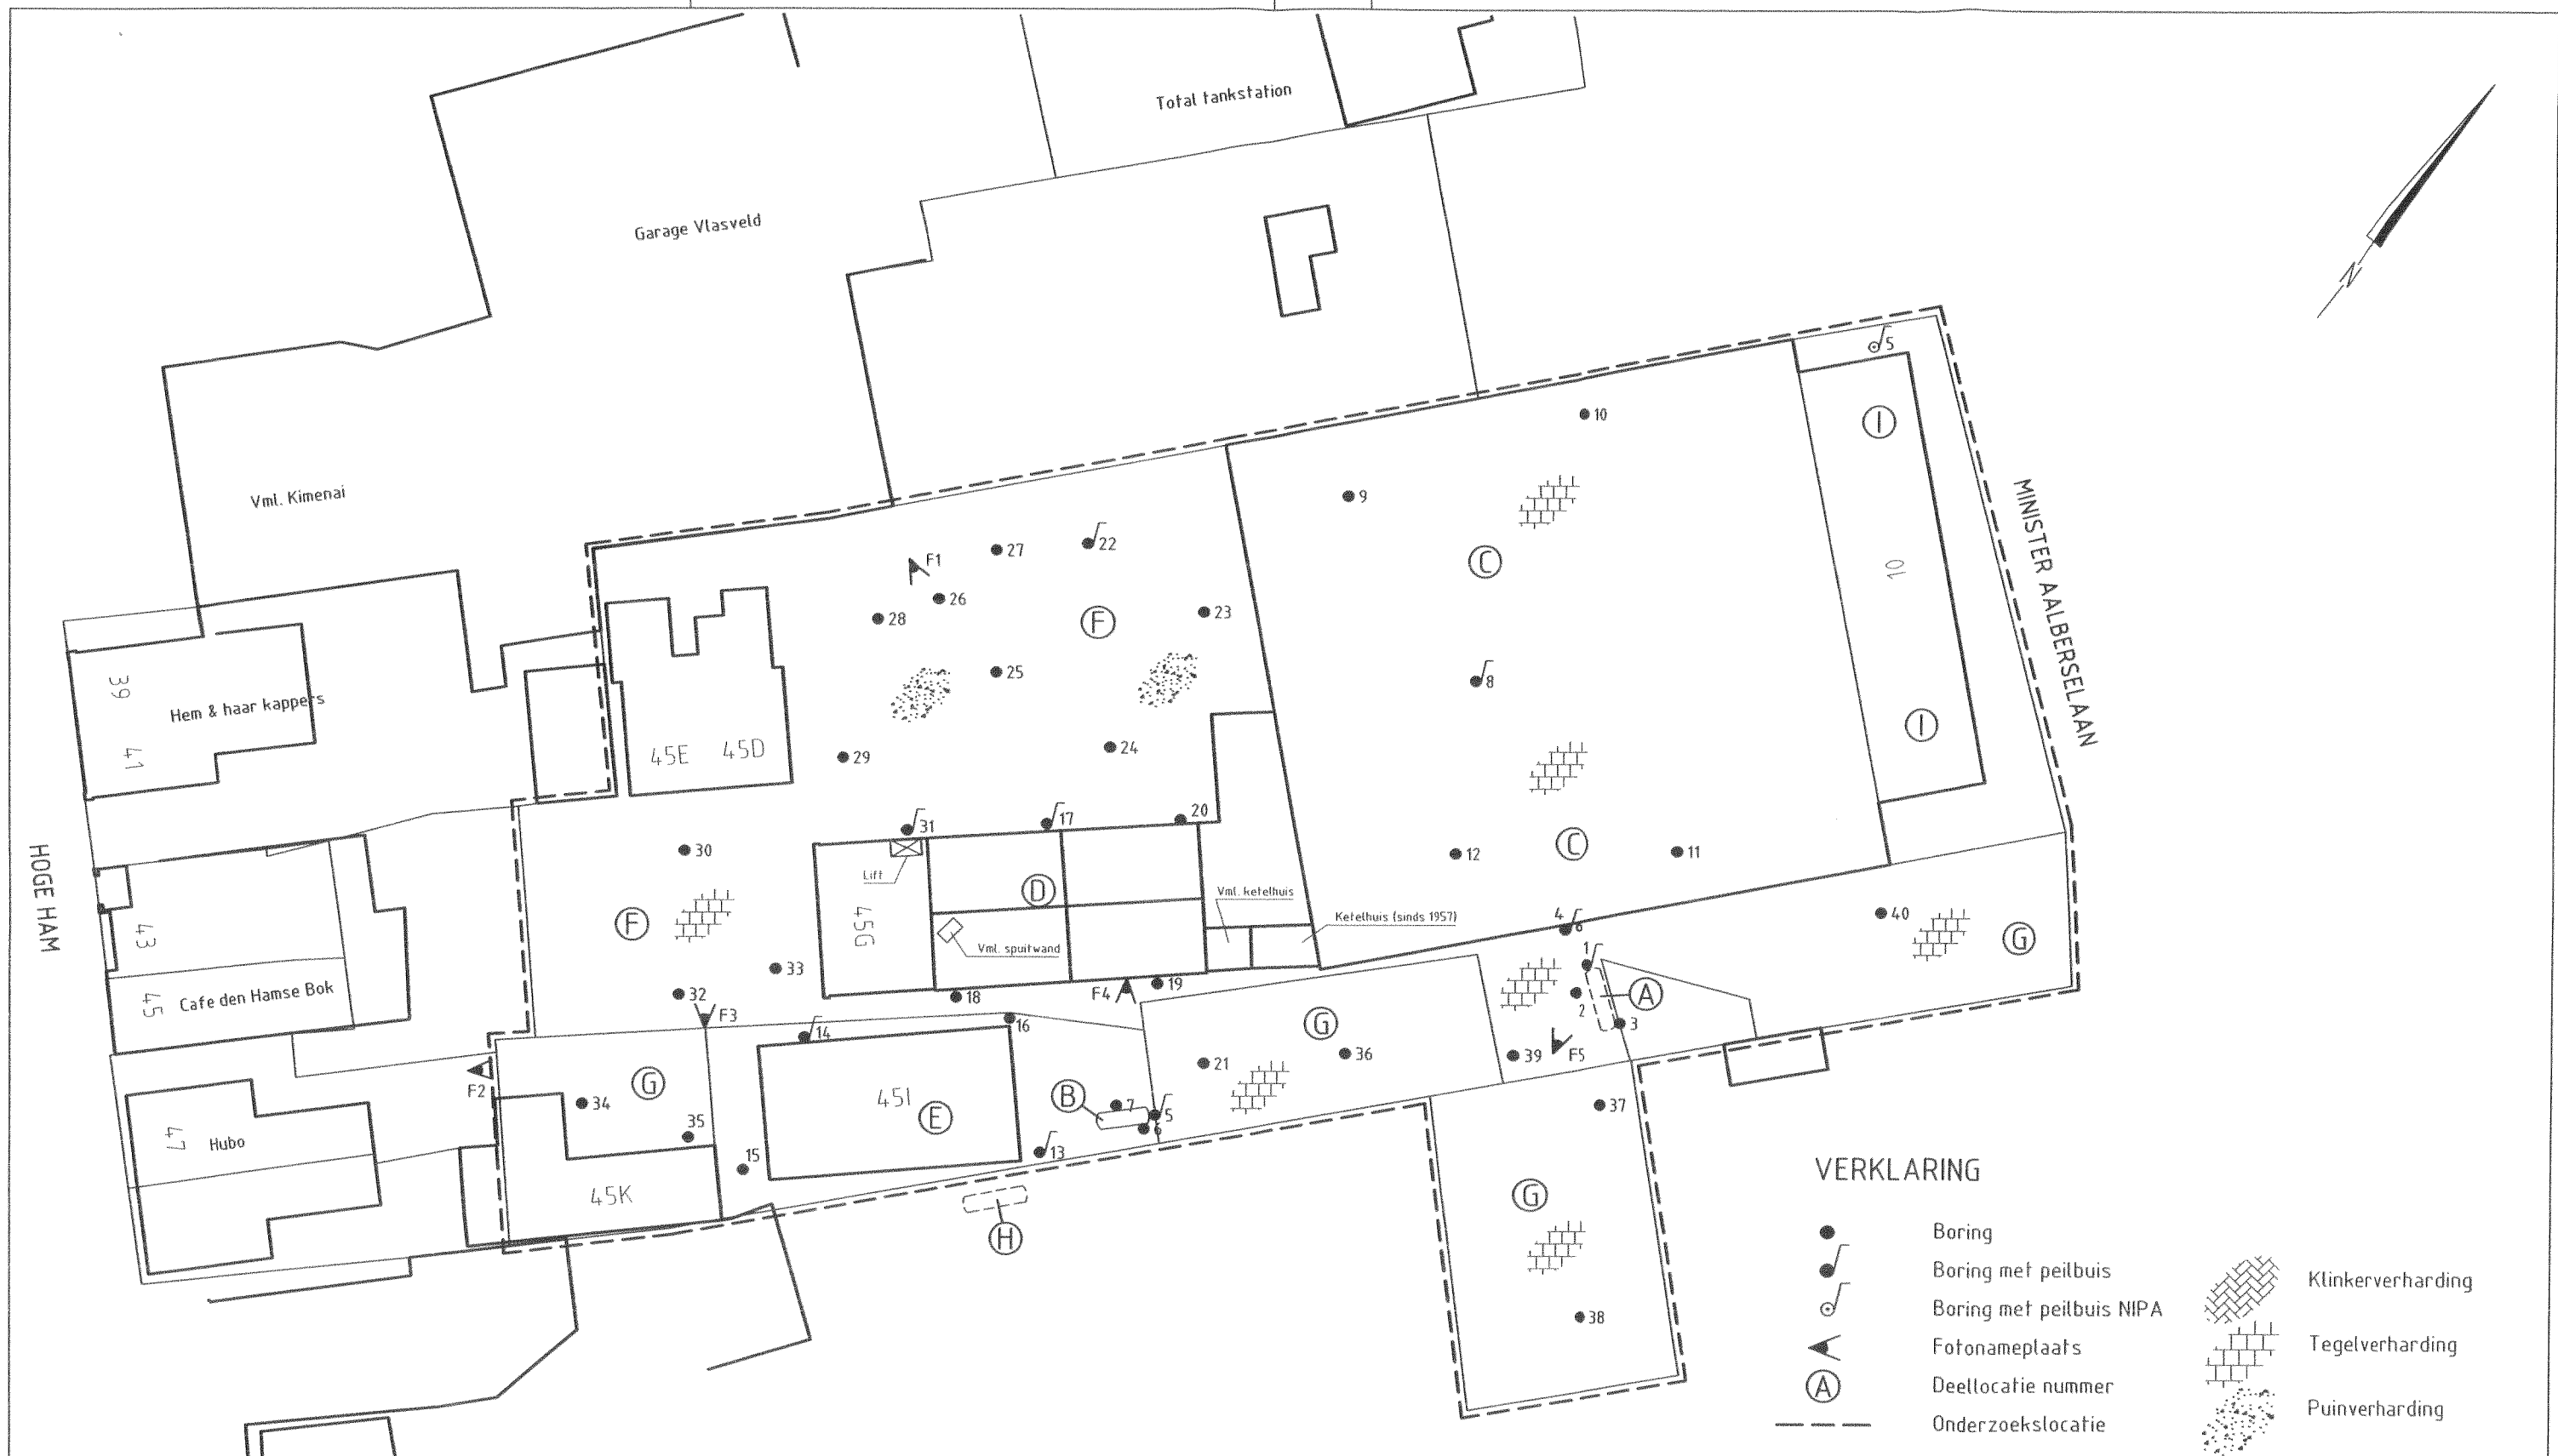 Total tankstation
Garage Vlasveld
N
5
10
I
9
Vml. Kimenai
MINISTER AALBERSELAAN
C
27
22
F1
10
26
28
F
23
25
8
39
Hem & haar kappers
41
45E
45D
I
24
29
20
31
17
HOGE HAM
30
12
C
11
Lift
D
Vml. ketelhuis
43
F
45G
Ketelhuis (sinds 1957)
4
6
40
G
Vml. spuitwand
1
33
45
Cafe den Hamse Bok
32
18
F4
19
2
A
F3
16
G
3
14
21
36
39
F5
F2
G
34
45I
B
7
5
37
E
6
35
47
Hubo
13
15
45K
G
H
38
VERKLARING
Boring
Boring met peilbuis
Boring met peilbuis NIPA
Fotonameplaats
A
Deellocatie nummer
Onderzoekslocatie
Klinkerverharding
Tegelverharding
Puinverharding